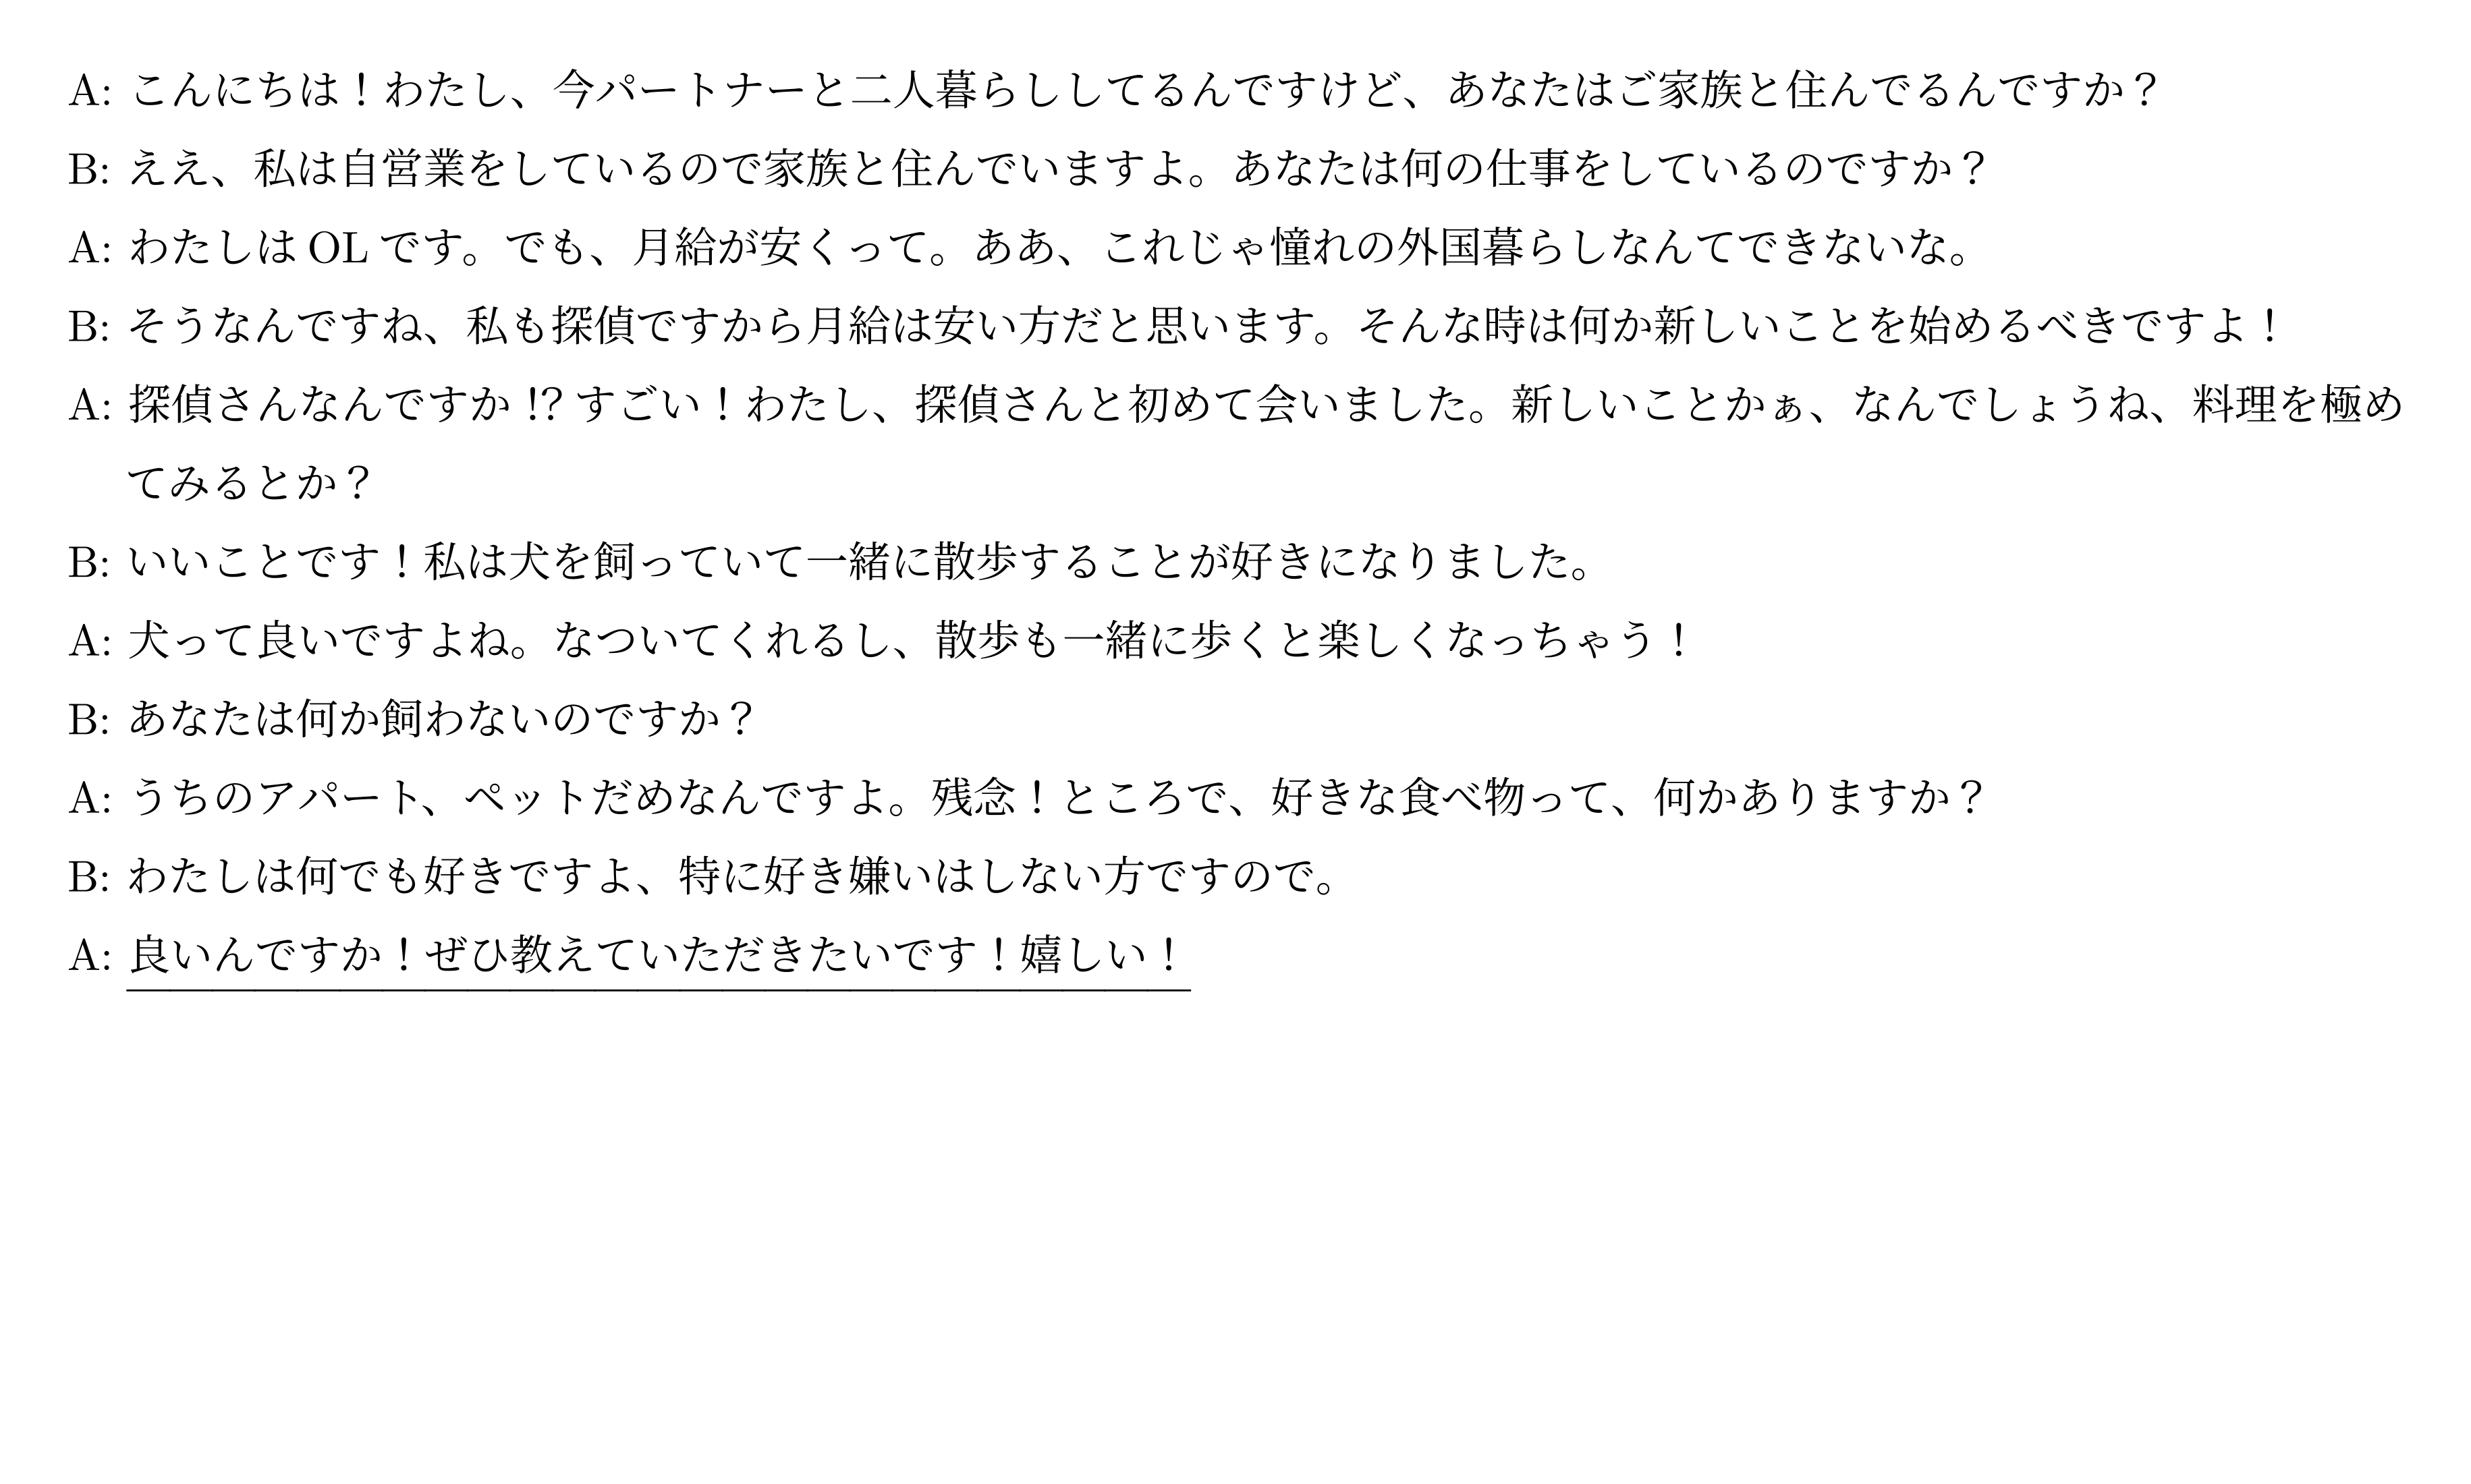 A: こんにちは！わたし、今パートナーと二人暮らししてるんですけど、あなたはご家族と住んでるんですか？
B: ええ、私は自営業をしているので家族と住んでいますよ。あなたは何の仕事をしているのですか？
A: わたしは OL です。でも、月給が安くって。ああ、これじゃ憧れの外国暮らしなんてできないな。
B: そうなんですね、私も探偵ですから月給は安い方だと思います。そんな時は何か新しいことを始めるべきですよ！
A: 探偵さんなんですか !? すごい！わたし、探偵さんと初めて会いました。新しいことかぁ、なんでしょうね、料理を極め
てみるとか？
B: いいことです！私は犬を飼っていて一緒に散歩することが好きになりました。
A: 犬って良いですよね。なついてくれるし、散歩も一緒に歩くと楽しくなっちゃう！
B: あなたは何か飼わないのですか？
A: うちのアパート、ペットだめなんですよ。残念！ところで、好きな食べ物って、何かありますか？
B: わたしは何でも好きですよ、特に好き嫌いはしない方ですので。
A: 良いんですか！ぜひ教えていただきたいです！嬉しい！